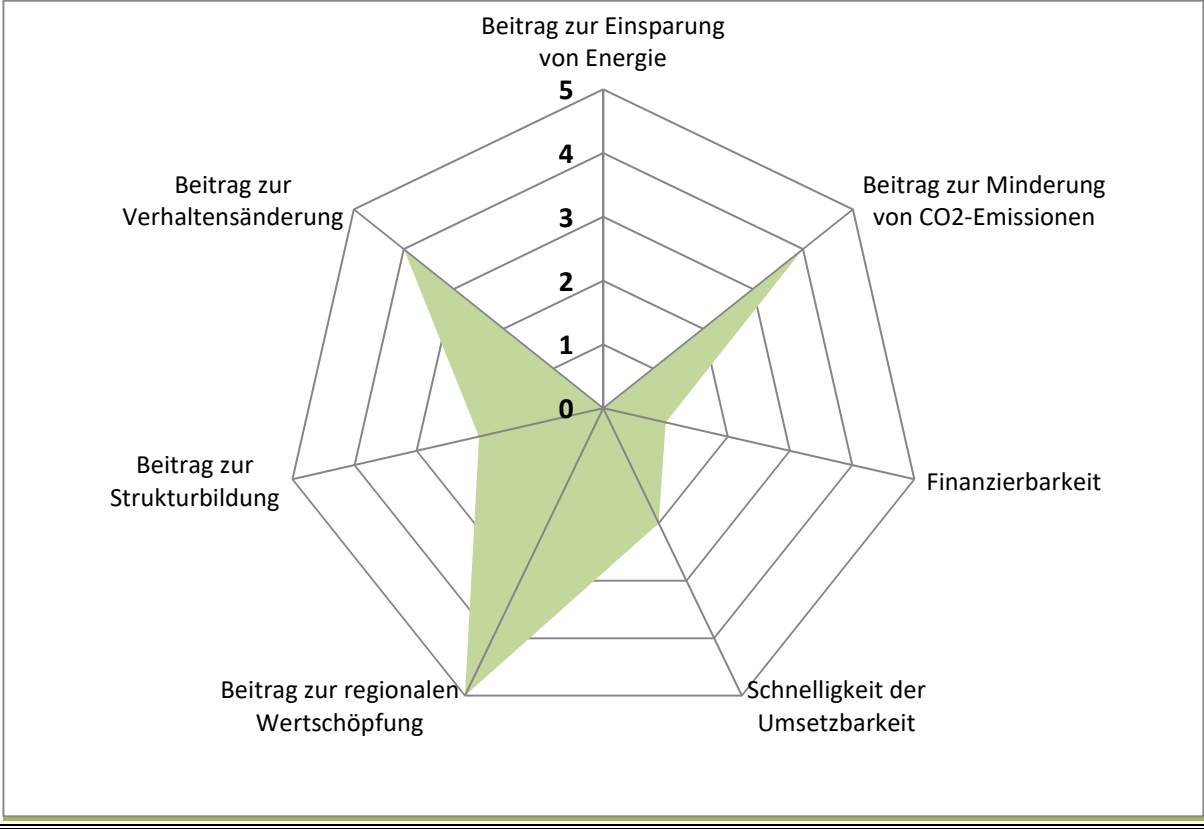 Beitrag zur Einsparung
von Energie
5
4
3
2
1
0
Beitrag zur Minderung
von CO2-Emissionen
Finanzierbarkeit
Schnelligkeit der
Umsetzbarkeit
Beitrag zur regionalen
Wertschöpfung
Beitrag zur
Strukturbildung
Beitrag zur
Verhaltensänderung